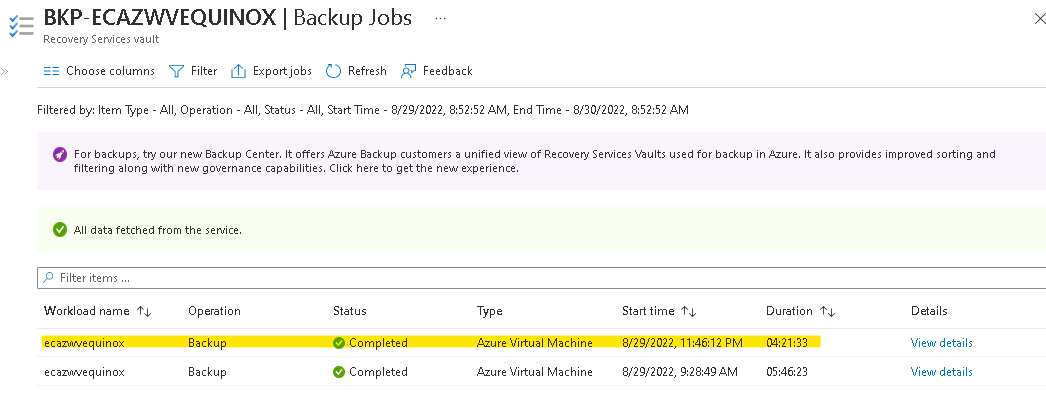 BKP-ECAZWVEQUINOX | Backup Jobs ...
Recovery Services vault
Choose columns Filter Export jobs Refresh Feedback
Filtered by: Item Type - All, Operation - All, Status - All, Start Time - 8/29/2022, 8:52:52 AM, End Time - 8/30/2022, 8:52:52 AM
For backups, try our new Backup Center. It offers Azure Backup customers a unified view of Recovery Services Vaults used for backup in Azure. It also provides improved sorting and
filtering along with new governance capabilities. Click here to get the new experience.
All data fetched from the service.
Filter items ...
Workload name Operation Status Type Start time Duration Details
ecazwvequinox Backup Completed Azure Virtual Machine 8/29/2022, 11:46:12 PM 04:21:33 View details
ecazwvequinox Backup Completed Azure Virtual Machine 8/29/2022, 9:28:49 AM 05:46:23 View details